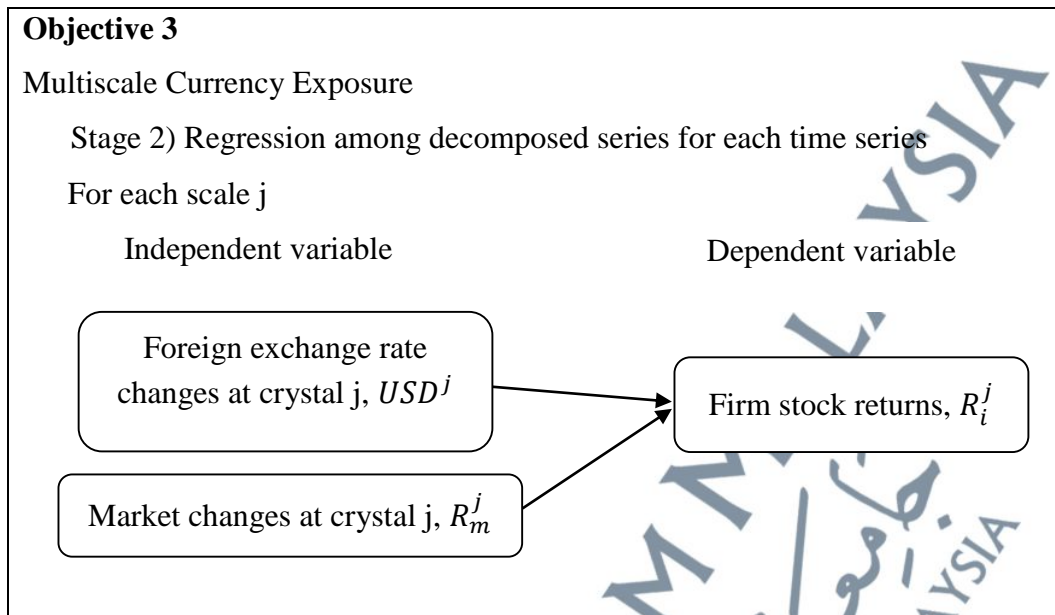 Objective 3
Multiscale Currency Exposure
Stage 2) Regression among decomposed series for each time series
For each scale j
Independent variable
Dependent variable
Foreign exchange rate
changes at crystal j, USD^j
Firm stock returns, R_i^j
Market changes at crystal j, R_m^j